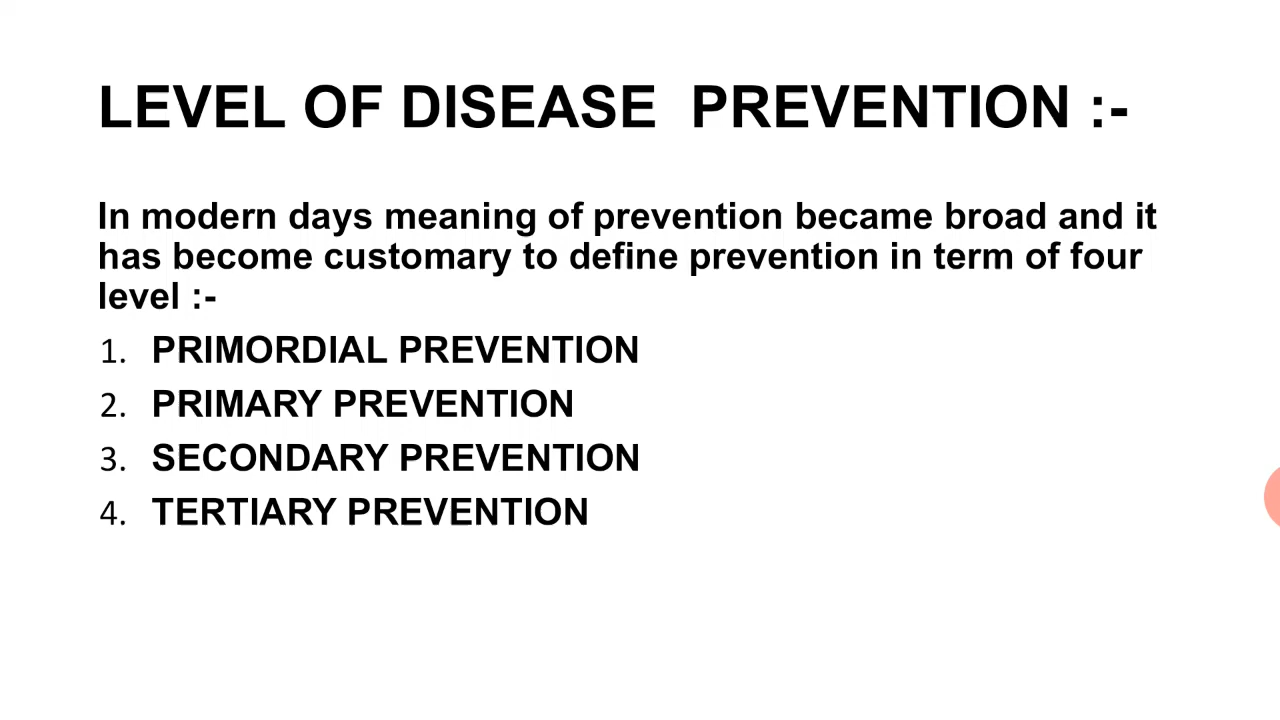 LEVEL OF DISEASE  PREVENTION :-
In modern days meaning of prevention became broad and it
has become customary to define prevention in term of four
level :-
1. PRIMORDIAL PREVENTION
2. PRIMARY PREVENTION
3. SECONDARY PREVENTION
4. TERTIARY PREVENTION